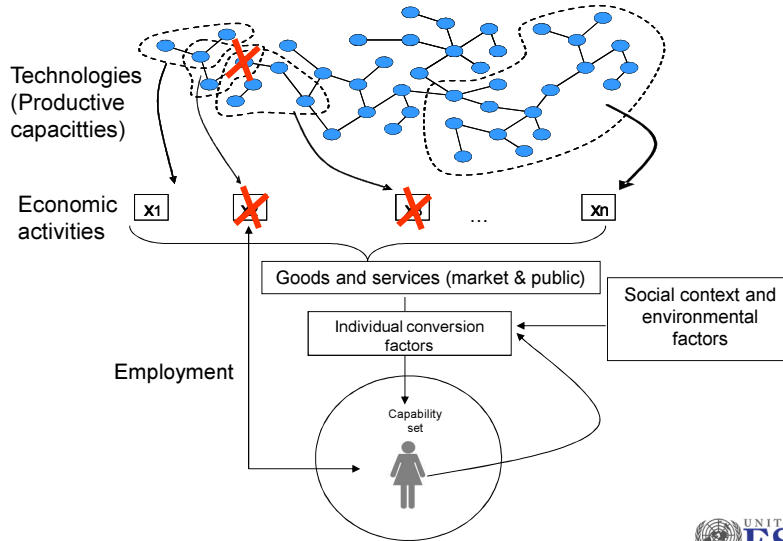 Technologies
(Productive
capacitties)
Economic
activities
X1
...
Xn
Goods and services (market & public)
Social context and
environmental
factors
Individual conversion
factors
Employment
Capability
set